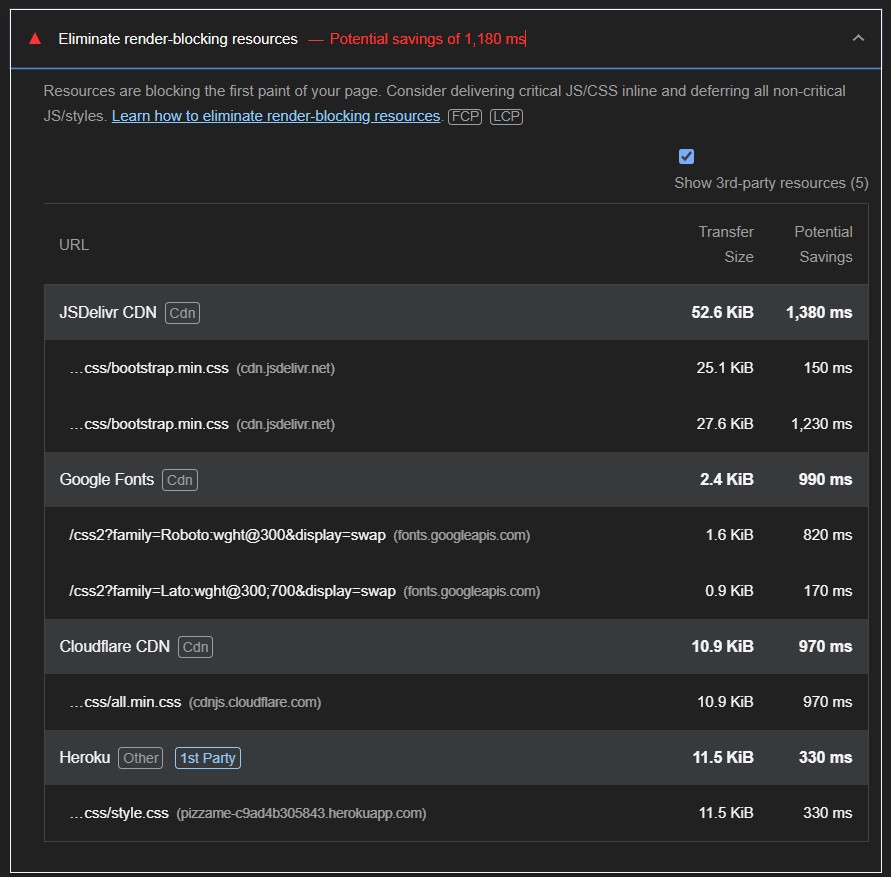 Eliminate render-blocking resources — Potential savings of 1,180 ms
Resources are blocking the first paint of your page. Consider delivering critical JS/CSS inline and deferring all non-critical
JS/styles. Learn how to eliminate render-blocking resources. FCP LCP
Show 3rd-party resources (5)
URL Transfer Size Potential Savings
JSDelivr CDN Cdn 52.6 KiB 1,380 ms
…css/bootstrap.min.css (cdn.jsdelivr.net) 25.1 KiB 150 ms
…css/bootstrap.min.css (cdn.jsdelivr.net) 27.6 KiB 1,230 ms
Google Fonts Cdn 2.4 KiB 990 ms
/css2?family=Roboto:wght@300&display=swap (fonts.googleapis.com) 1.6 KiB 820 ms
/css2?family=Lato:wght@300;700&display=swap (fonts.googleapis.com) 0.9 KiB 170 ms
Cloudflare CDN Cdn 10.9 KiB 970 ms
…css/all.min.css (cdnjs.cloudflare.com) 10.9 KiB 970 ms
Heroku Other 1st Party 11.5 KiB 330 ms
…css/style.css (pizzame-c9ad4b305843.herokuapp.com) 11.5 KiB 330 ms